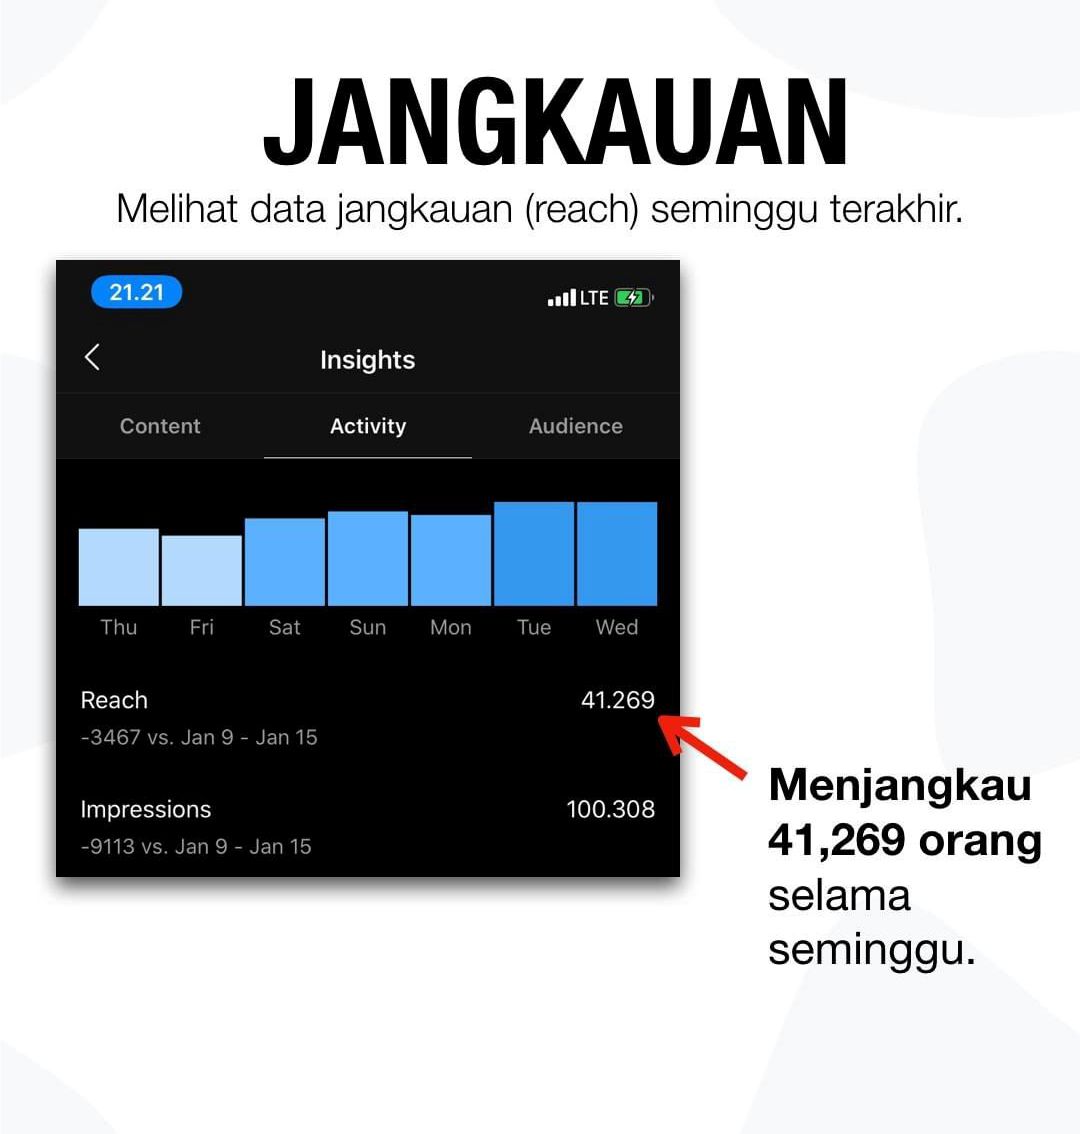 JANGKAUAN
Melihat data jangkauan (reach) seminggu terakhir.
21.21
LTE
Insights
Content Activity Audience
Thu Fri Sat Sun Mon Tue Wed
Reach 41.269
-3467 vs. Jan 9 - Jan 15
Impressions 100.308
-9113 vs. Jan 9 - Jan 15
Menjangkau
41,269 orang
selama
seminggu.